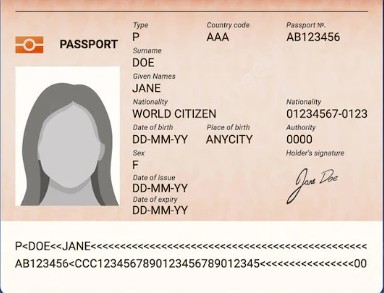 Type Country code Passport №.
PASSPORT P AAA AB123456
Surname
DOE
Given Names
JANE
Nationality Nationality
WORLD CITIZEN 01234567-0123
Date of birth Place of birth Authority
DD-MM-YY ANYCITY 0000
Sex Holder's signature
F
Date of issue
DD-MM-YY
Jane Doe
Date of expiry
DD-MM-YY
P<DOE<<JANE<<<<<<<<<<<<<<<<<<<<<<<<<<<<<<<<<
AB123456<CCC1234567890123456789012345<<<<<<<<<<<<<<<<00